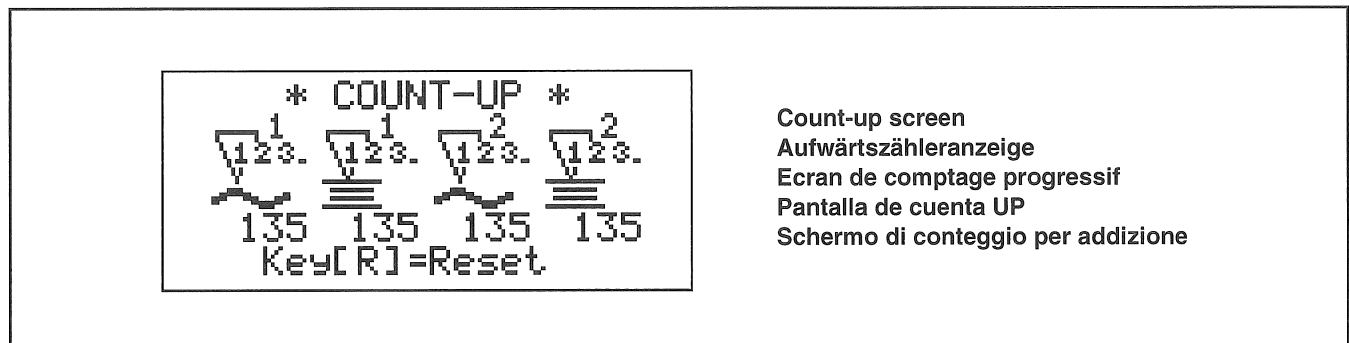 * COUNT-UP *
1 1 2 2
123. 123. 123. 123.
135 135 135 135
Key[R]=Reset
Count-up screen
Aufwärtszähleranzeige
Ecran de comptage progressif
Pantalla de cuenta UP
Schermo di conteggio per addizione